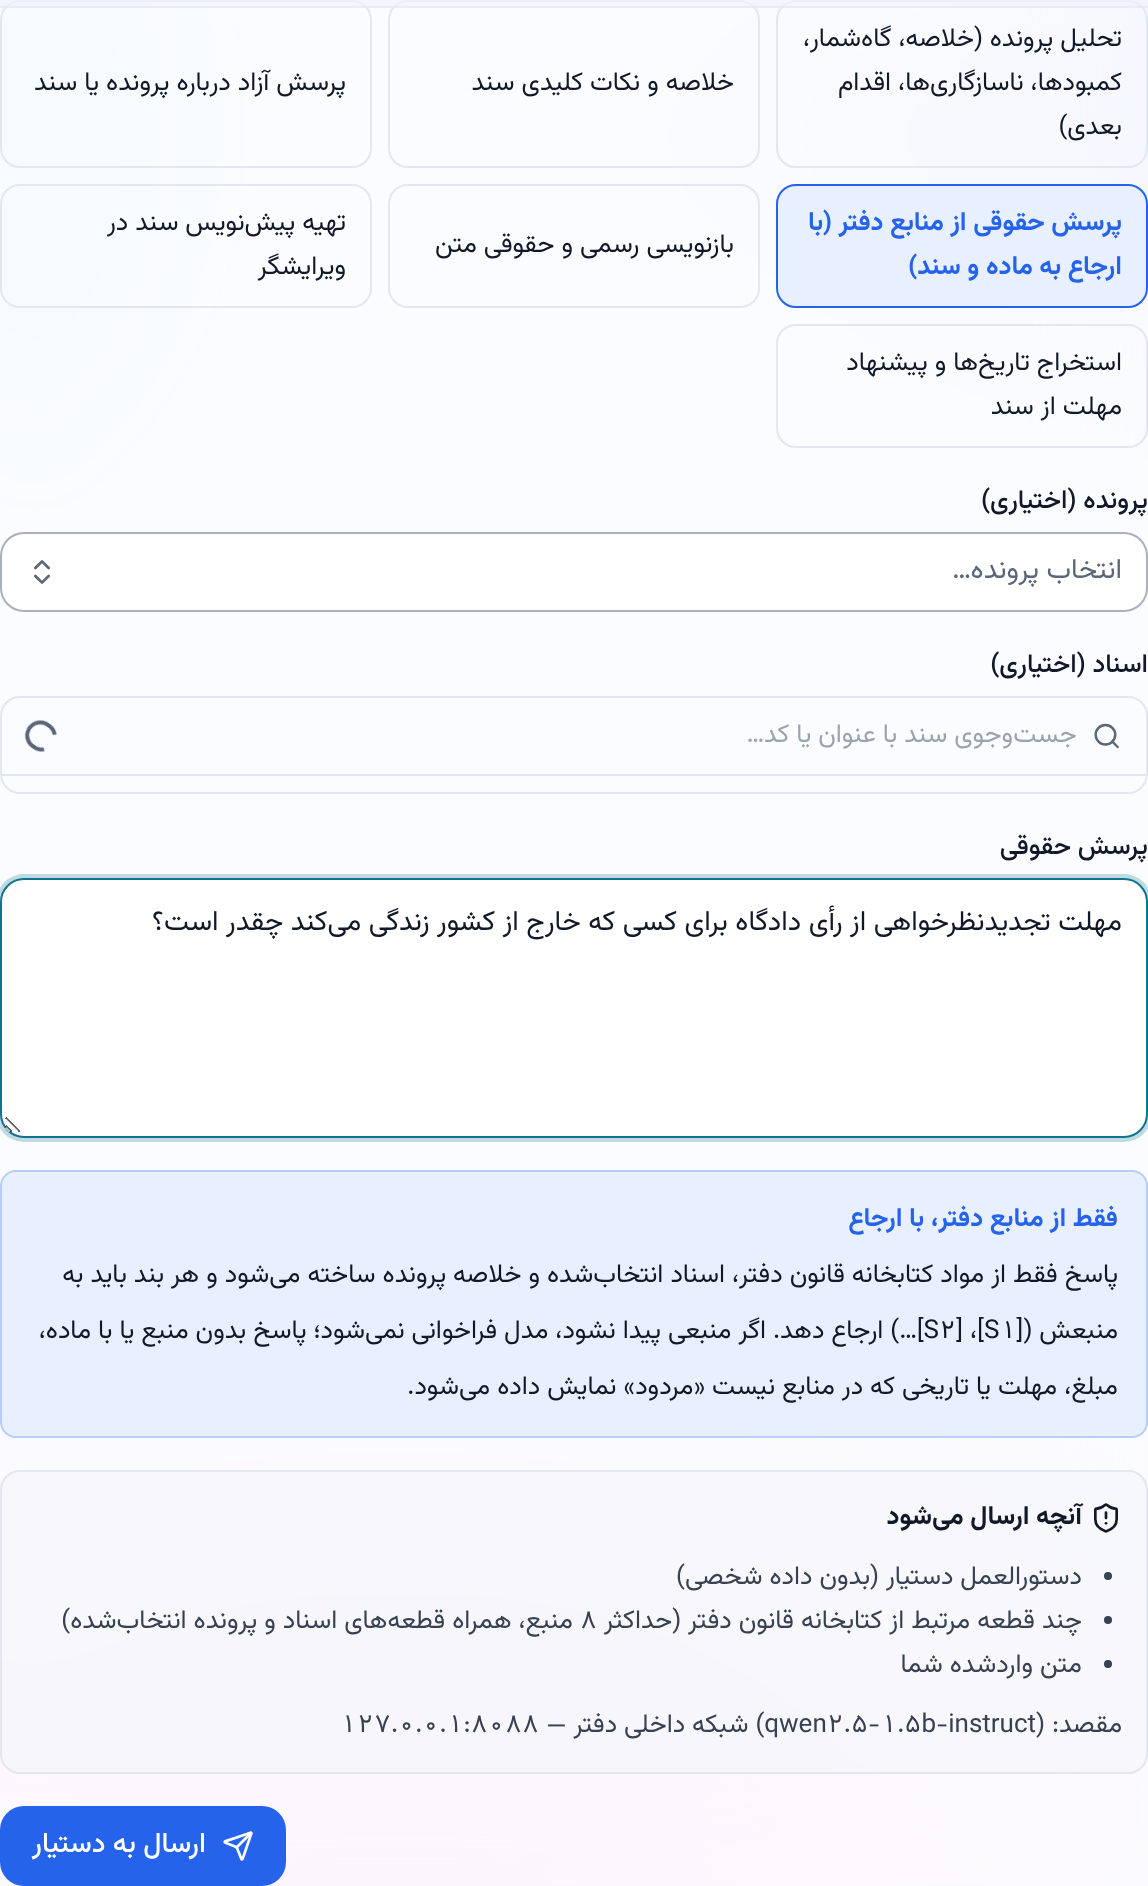 تحلیل پرونده (خلاصه، گاه‌شمار،
کمبودها، ناسازگاری‌ها، اقدام
بعدی)
خلاصه و نکات کلیدی سند
پرسش آزاد درباره پرونده یا سند
پرسش حقوقی از منابع دفتر (با
ارجاع به ماده و سند)
بازنویسی رسمی و حقوقی متن
تهیه پیش‌نویس سند در
ویرایشگر
استخراج تاریخ‌ها و پیشنهاد
مهلت از سند
پرونده (اختیاری)
انتخاب پرونده...
اسناد (اختیاری)
جست‌وجوی سند با عنوان یا کد...
پرسش حقوقی
مهلت تجدیدنظرخواهی از رأی دادگاه برای کسی که خارج از کشور زندگی می‌کند چقدر است؟
فقط از منابع دفتر، با ارجاع
پاسخ فقط از مواد کتابخانه قانون دفتر، اسناد انتخاب‌شده و خلاصه پرونده ساخته می‌شود و هر بند باید به
منبعش ([S۱]، [S۲]...) ارجاع دهد. اگر منبعی پیدا نشود، مدل فراخوانی نمی‌شود؛ پاسخ بدون منبع یا با ماده،
مبلغ، مهلت یا تاریخی که در منابع نیست «مردود» نمایش داده می‌شود.
آنچه ارسال می‌شود
• دستورالعمل دستیار (بدون داده شخصی)
• چند قطعه مرتبط از کتابخانه قانون دفتر (حداکثر ۸ منبع، همراه قطعه‌های اسناد و پرونده انتخاب‌شده)
• متن واردشده شما
مقصد: (qwen۲.۵-۱.۵b-instruct) شبکه داخلی دفتر — ۱۲۷.۰.۰.۱:۸۰۸۸
ارسال به دستیار